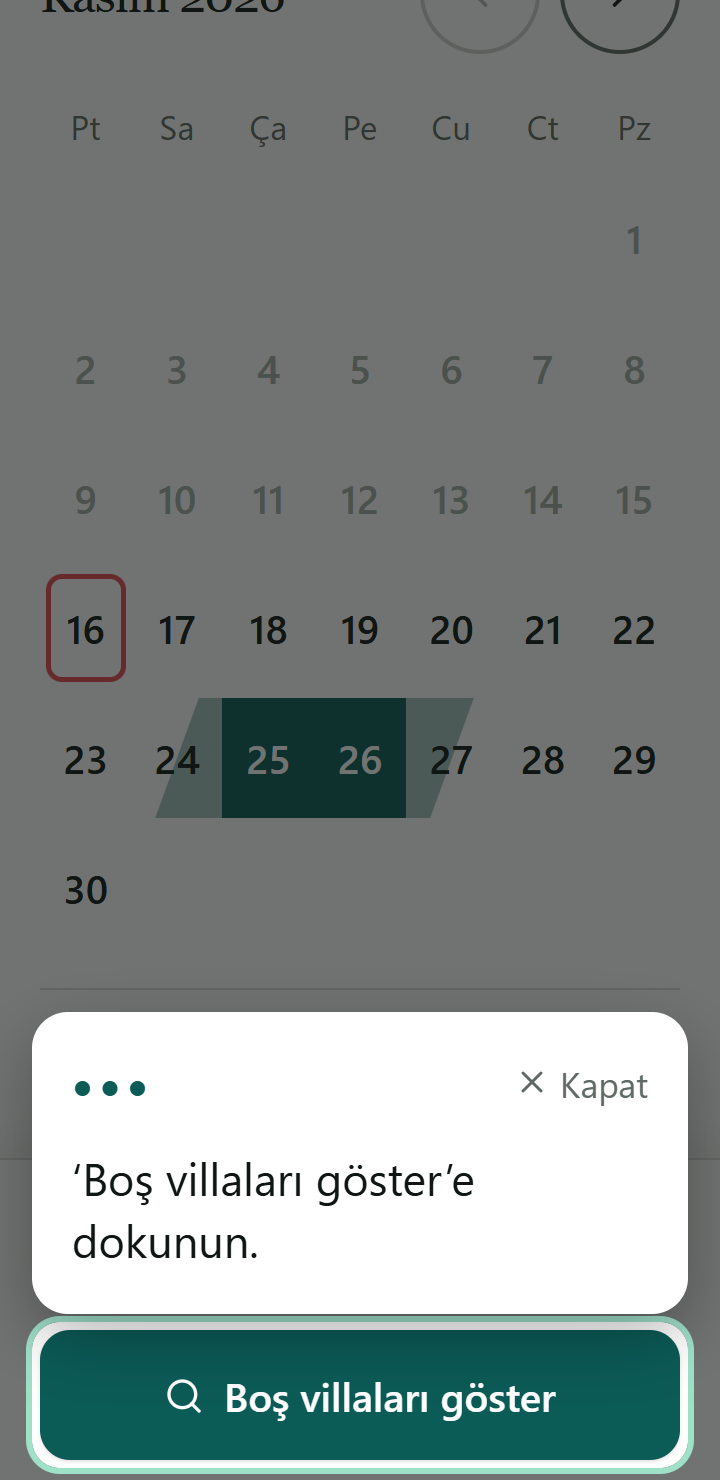 Kasım 2026
Pt Sa Ça Pe Cu Ct Pz
1
2 3 4 5 6 7 8
9 10 11 12 13 14 15
16 17 18 19 20 21 22
23 24 25 26 27 28 29
30
Kapat
‘Boş villaları göster’e
dokunun.
Boş villaları göster